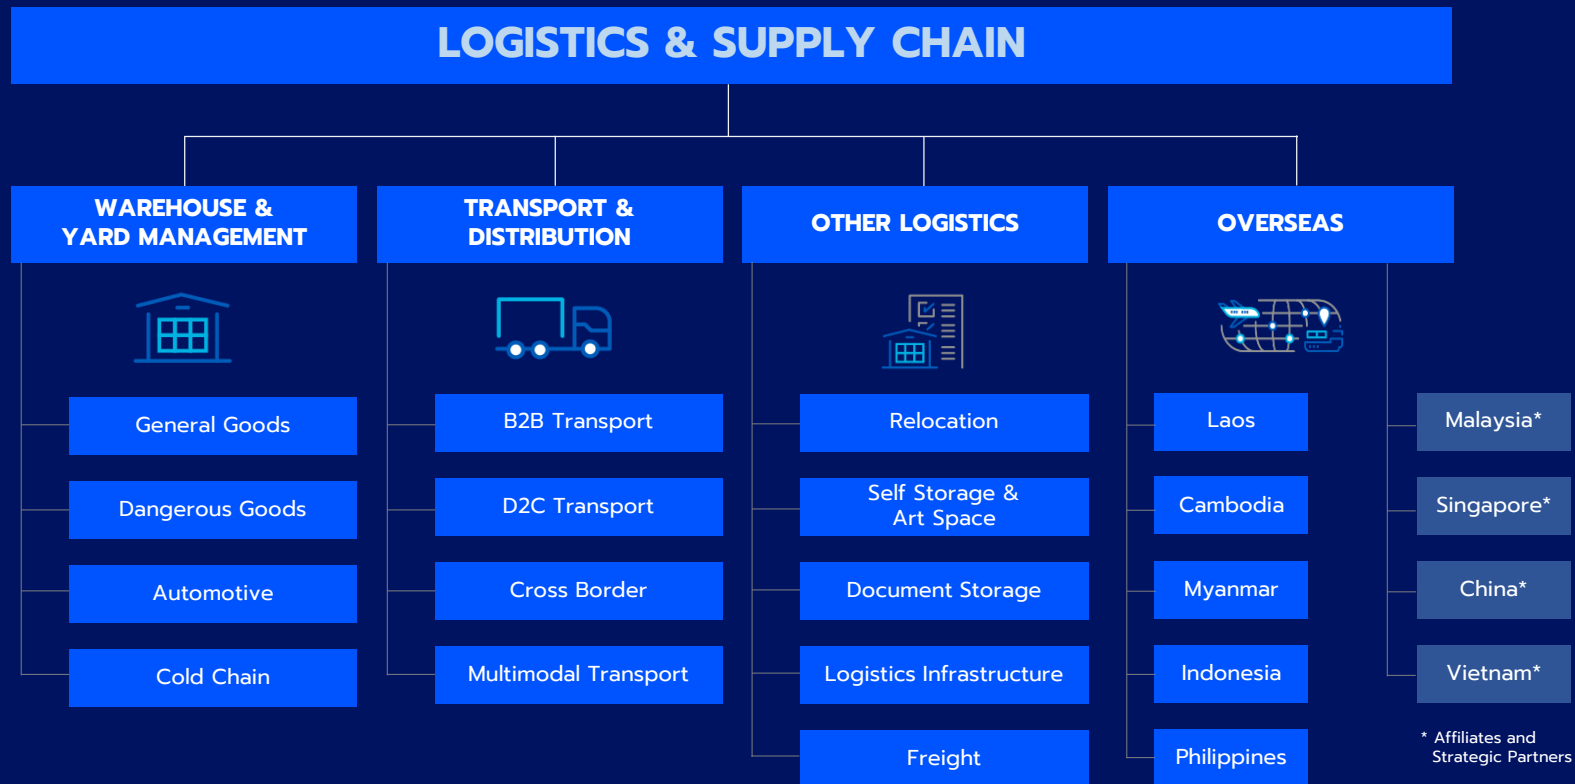 LOGISTICS & SUPPLY CHAIN
WAREHOUSE &
YARD MANAGEMENT
General Goods
Dangerous Goods
Automotive
Cold Chain
TRANSPORT &
DISTRIBUTION
B2B Transport
D2C Transport
Cross Border
Multimodal Transport
OTHER LOGISTICS
Relocation
Self Storage &
Art Space
Document Storage
Logistics Infrastructure
Freight
OVERSEAS
Laos
Cambodia
Myanmar
Indonesia
Philippines
Malaysia*
Singapore*
China*
Vietnam*
* Affiliates and
Strategic Partners